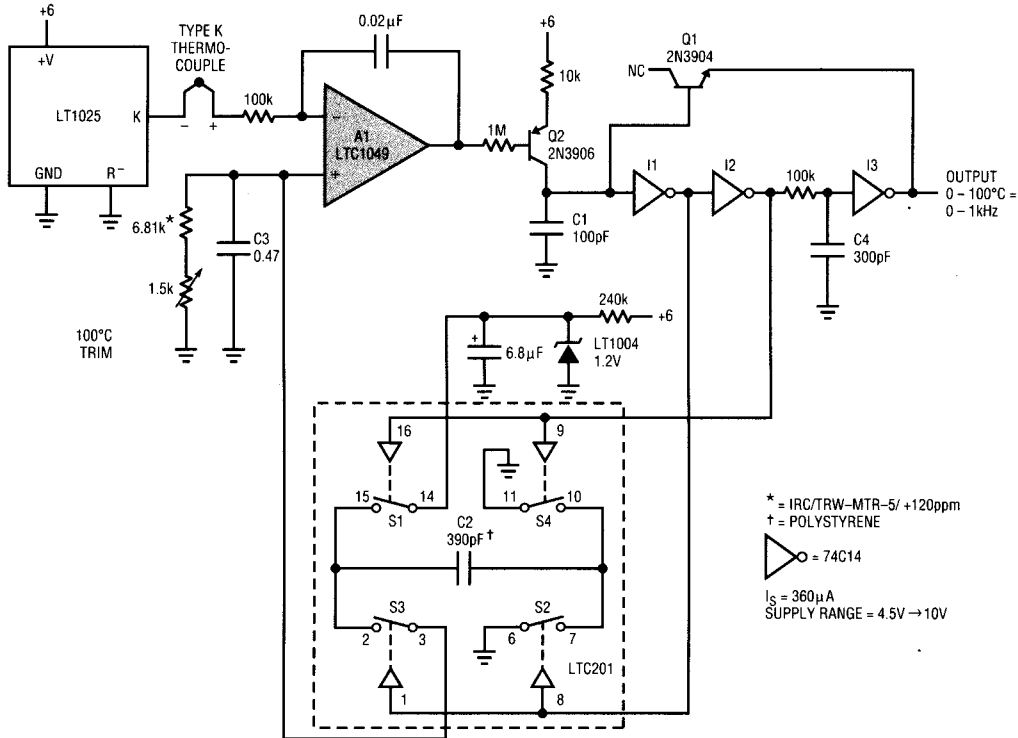 +6
+V
LT1025
K
GND
R⁻
TYPE K
THERMO-
COUPLE
-
+
100k
0.02µF
-
A1
LTC1049
+
6.81k*
1.5k
100°C
TRIM
C3
0.47
1M
+6
10k
Q2
2N3906
C1
100pF
Q1
2N3904
NC
I1
I2
100k
I3
C4
300pF
OUTPUT
0 – 100°C =
0 – 1kHz
240k
+6
+
6.8µF
LT1004
1.2V
16
9
15
14
S1
11
10
S4
C2
390pF†
S3
2
3
S2
6
7
LTC201
1
8
* = IRC/TRW–MTR–5/ +120ppm
† = POLYSTYRENE
= 74C14
IS = 360µA
SUPPLY RANGE = 4.5V → 10V